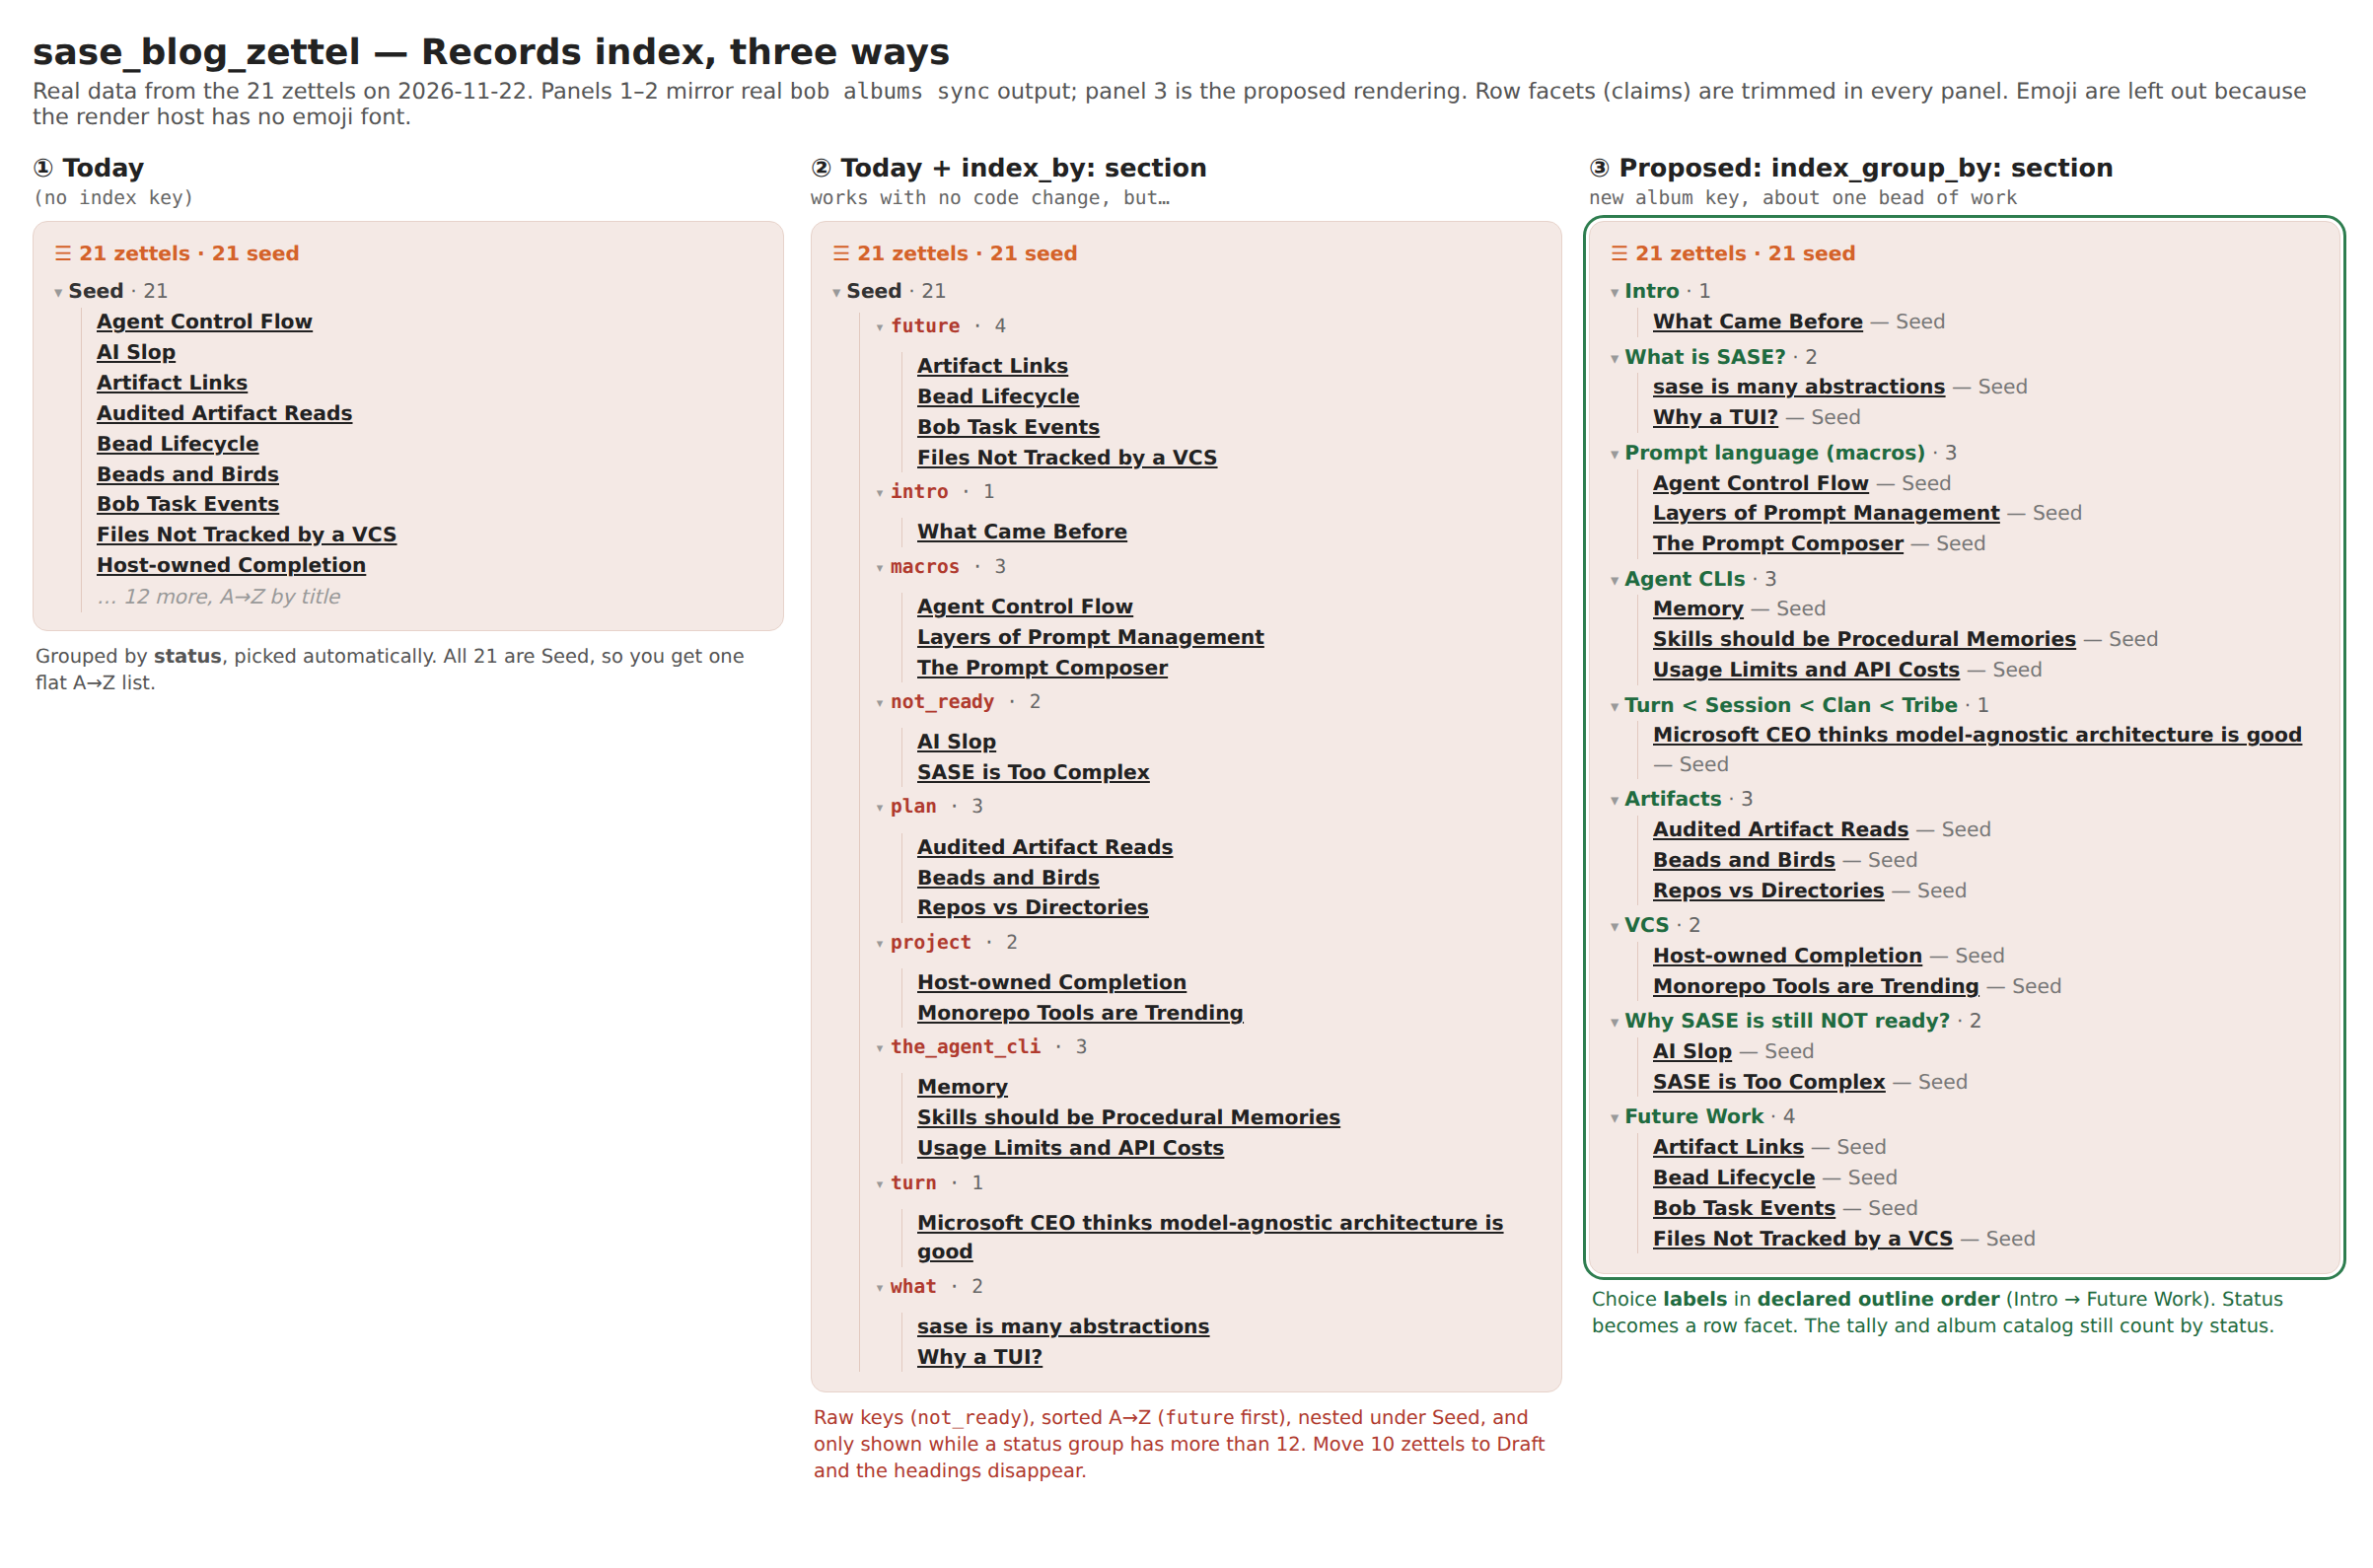 sase_blog_zettel — Records index, three ways
Real data from the 21 zettels on 2026-11-22. Panels 1–2 mirror real bob albums sync output; panel 3 is the proposed rendering. Row facets (claims) are trimmed in every panel. Emoji are left out because
the render host has no emoji font.
① Today
(no index key)
☰ 21 zettels · 21 seed
▾ Seed · 21
Agent Control Flow
AI Slop
Artifact Links
Audited Artifact Reads
Bead Lifecycle
Beads and Birds
Bob Task Events
Files Not Tracked by a VCS
Host-owned Completion
… 12 more, A→Z by title
Grouped by status, picked automatically. All 21 are Seed, so you get one
flat A→Z list.
② Today + index_by: section
works with no code change, but…
☰ 21 zettels · 21 seed
▾ Seed · 21
▾ future · 4
Artifact Links
Bead Lifecycle
Bob Task Events
Files Not Tracked by a VCS
▾ intro · 1
What Came Before
▾ macros · 3
Agent Control Flow
Layers of Prompt Management
The Prompt Composer
▾ not_ready · 2
AI Slop
SASE is Too Complex
▾ plan · 3
Audited Artifact Reads
Beads and Birds
Repos vs Directories
▾ project · 2
Host-owned Completion
Monorepo Tools are Trending
▾ the_agent_cli · 3
Memory
Skills should be Procedural Memories
Usage Limits and API Costs
▾ turn · 1
Microsoft CEO thinks model-agnostic architecture is
good
▾ what · 2
sase is many abstractions
Why a TUI?
Raw keys (not_ready), sorted A→Z (future first), nested under Seed, and
only shown while a status group has more than 12. Move 10 zettels to Draft
and the headings disappear.
③ Proposed: index_group_by: section
new album key, about one bead of work
☰ 21 zettels · 21 seed
▾ Intro · 1
What Came Before — Seed
▾ What is SASE? · 2
sase is many abstractions — Seed
Why a TUI? — Seed
▾ Prompt language (macros) · 3
Agent Control Flow — Seed
Layers of Prompt Management — Seed
The Prompt Composer — Seed
▾ Agent CLIs · 3
Memory — Seed
Skills should be Procedural Memories — Seed
Usage Limits and API Costs — Seed
▾ Turn < Session < Clan < Tribe · 1
Microsoft CEO thinks model-agnostic architecture is good
— Seed
▾ Artifacts · 3
Audited Artifact Reads — Seed
Beads and Birds — Seed
Repos vs Directories — Seed
▾ VCS · 2
Host-owned Completion — Seed
Monorepo Tools are Trending — Seed
▾ Why SASE is still NOT ready? · 2
AI Slop — Seed
SASE is Too Complex — Seed
▾ Future Work · 4
Artifact Links — Seed
Bead Lifecycle — Seed
Bob Task Events — Seed
Files Not Tracked by a VCS — Seed
Choice labels in declared outline order (Intro → Future Work). Status
becomes a row facet. The tally and album catalog still count by status.